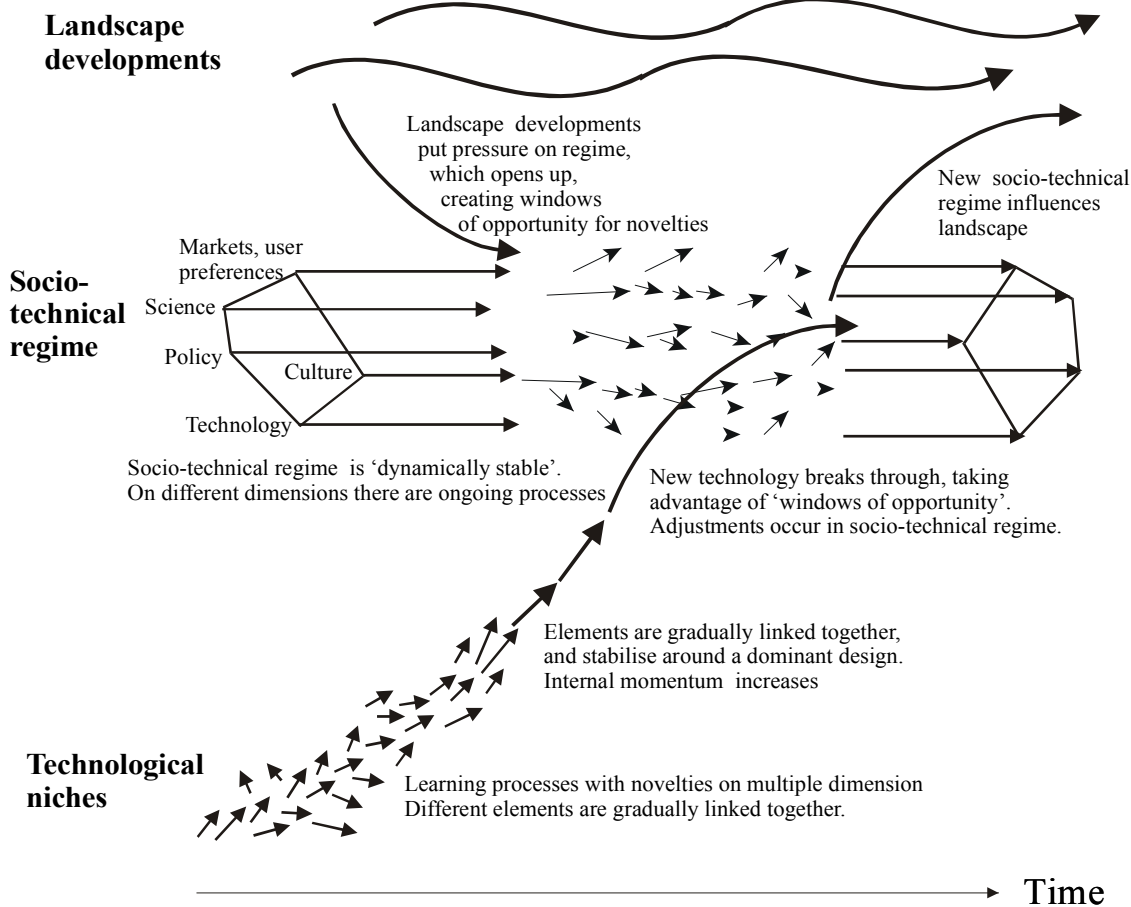 Landscape
developments
Landscape developments
put pressure on regime,
which opens up,
creating windows
of opportunity for novelties
New socio-technical
regime influences
landscape
Markets, user
preferences
Socio-
technical
regime
Science
Policy
Culture
Technology
Socio-technical regime is ‘dynamically stable’.
On different dimensions there are ongoing processes
New technology breaks through, taking
advantage of ‘windows of opportunity’.
Adjustments occur in socio-technical regime.
Elements are gradually linked together,
and stabilise around a dominant design.
Internal momentum increases
Technological
niches
Learning processes with novelties on multiple dimension
Different elements are gradually linked together.
Time